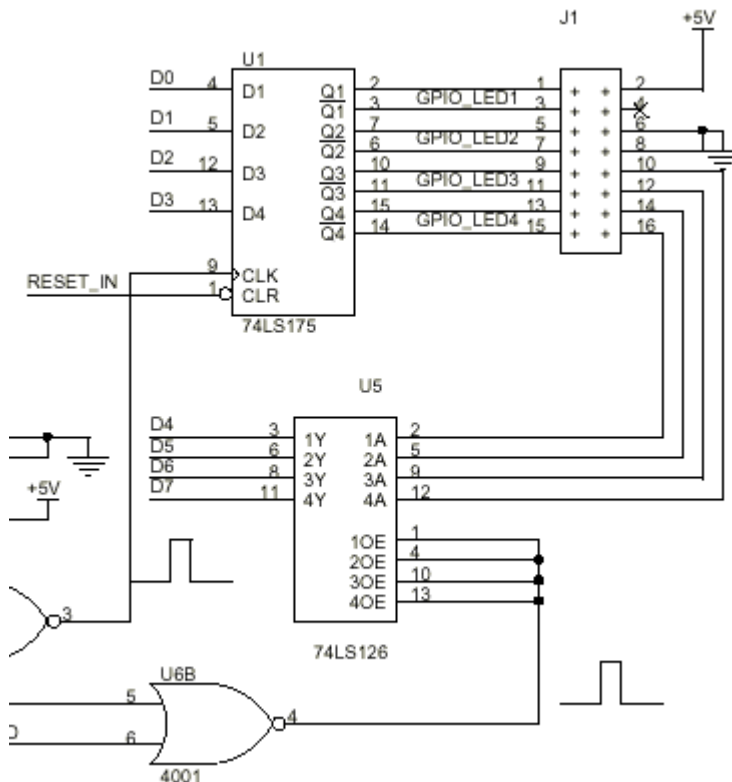 J1
+5V
U1
D0 4 D1 Q1 2 1 + + 2
Q1 3 GPIO_LED1 3 + + 4
D1 5 D2 Q2 7 5 + + 6
Q2 6 GPIO_LED2 7 + + 8
D2 12 D3 Q3 10 9 + + 10
Q3 11 GPIO_LED3 11 + + 12
D3 13 D4 Q4 15 13 + + 14
Q4 14 GPIO_LED4 15 + + 16
9 CLK
RESET_IN 1 CLR
74LS175
U5
D4 3 1Y 1A 2
D5 6 2Y 2A 5
D6 8 3Y 3A 9
D7 11 4Y 4A 12
+5V
1OE 1
2OE 4
3OE 10
4OE 13
3
74LS126
U6B
5
4
6
4001